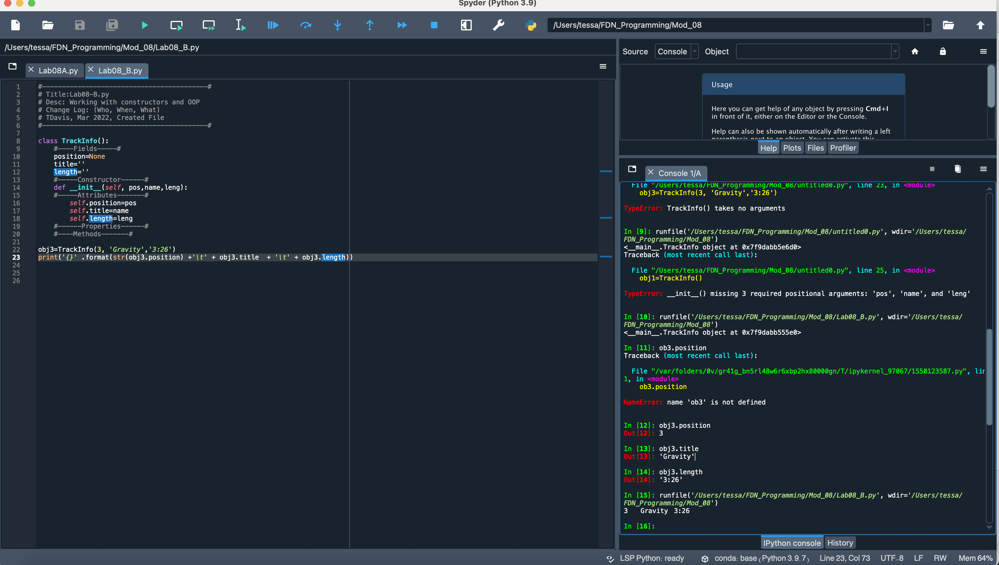 Spyder (Python 3.9)
/Users/tessa/FDN_Programming/Mod_08
/Users/tessa/FDN_Programming/Mod_08/Lab08_B.py
Lab08A.py
Lab08_B.py
1 #------------------------------------------#
2 # Title:Lab08-B.py
3 # Desc: Working with constructors and OOP
4 # Change Log: (Who, When, What)
5 # TDavis, Mar 2022, Created File
6 #------------------------------------------#
7
8 class TrackInfo():
9     #----Fields-----#
10     position=None
11     title=''
12     length=''
13     #-----Constructor------#
14     def __init__(self, pos,name,leng):
15     #-----Attributes-------#
16         self.position=pos
17         self.title=name
18         self.length=leng
19     #------Properties------#
20     #----Methods-------#
21
22 obj3=TrackInfo(3, 'Gravity','3:26')
23 print('{}' .format(str(obj3.position) +'\t' + obj3.title  + '\t' + obj3.length))
24
25
26
Source Console Object
Usage
Here you can get help of any object by pressing Cmd+I
in front of it, either on the Editor or the Console.
Help can also be shown automatically after writing a left
parenthesis next to an object. You can activate this
Help Plots Files Profiler
Console 1/A
File "/Users/tessa/FDN_Programming/Mod_08/untitled0.py", line 23, in <module>
obj3=TrackInfo(3, 'Gravity','3:26')
TypeError: TrackInfo() takes no arguments
In [9]: runfile('/Users/tessa/FDN_Programming/Mod_08/untitled0.py', wdir='/Users/tessa/
FDN_Programming/Mod_08')
<__main__.TrackInfo object at 0x7f9dabb5e6d0>
Traceback (most recent call last):
File "/Users/tessa/FDN_Programming/Mod_08/untitled0.py", line 25, in <module>
obj1=TrackInfo()
TypeError: __init__() missing 3 required positional arguments: 'pos', 'name', and 'leng'
In [10]: runfile('/Users/tessa/FDN_Programming/Mod_08/Lab08_B.py', wdir='/Users/tessa/
FDN_Programming/Mod_08')
<__main__.TrackInfo object at 0x7f9dabb555e0>
In [11]: ob3.position
Traceback (most recent call last):
File "/var/folders/0v/gr41g_bn5rl48w6r6xbp2hx80000gn/T/ipykernel_97067/1550123587.py", lin
1, in <module>
ob3.position
NameError: name 'ob3' is not defined
In [12]: obj3.position
Out[12]: 3
In [13]: obj3.title
Out[13]: 'Gravity'
In [14]: obj3.length
Out[14]: '3:26'
In [15]: runfile('/Users/tessa/FDN_Programming/Mod_08/Lab08_B.py', wdir='/Users/tessa/
FDN_Programming/Mod_08')
3 Gravity 3:26
In [16]:
IPython console History
LSP Python: ready conda: base (Python 3.9.7) Line 23, Col 73 UTF-8 LF RW Mem 64%